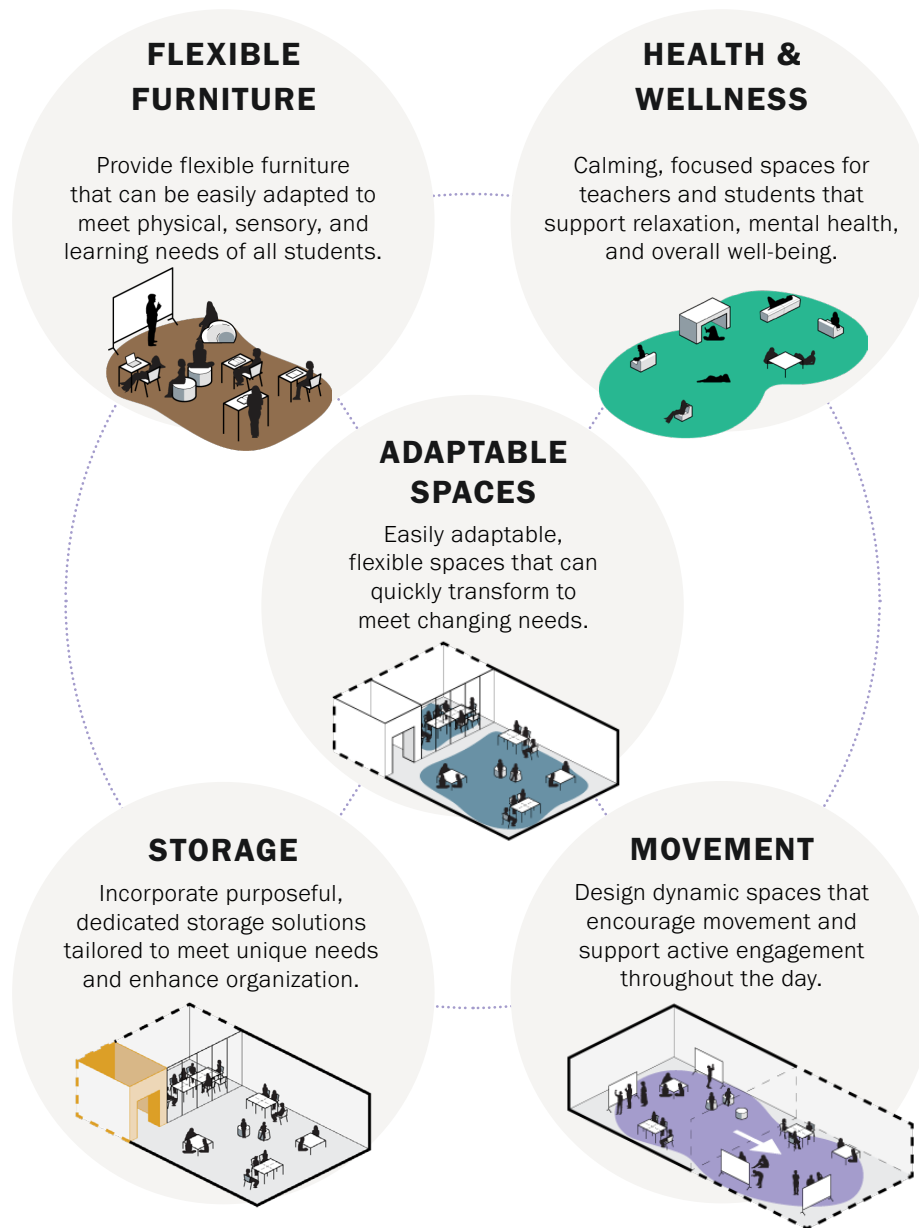 FLEXIBLE
FURNITURE
Provide flexible furniture
that can be easily adapted to
meet physical, sensory, and
learning needs of all students.
HEALTH &
WELLNESS
Calming, focused spaces for
teachers and students that
support relaxation, mental health,
and overall well-being.
ADAPTABLE
SPACES
Easily adaptable,
flexible spaces that can
quickly transform to
meet changing needs.
STORAGE
Incorporate purposeful,
dedicated storage solutions
tailored to meet unique needs
and enhance organization.
MOVEMENT
Design dynamic spaces that
encourage movement and
support active engagement
throughout the day.